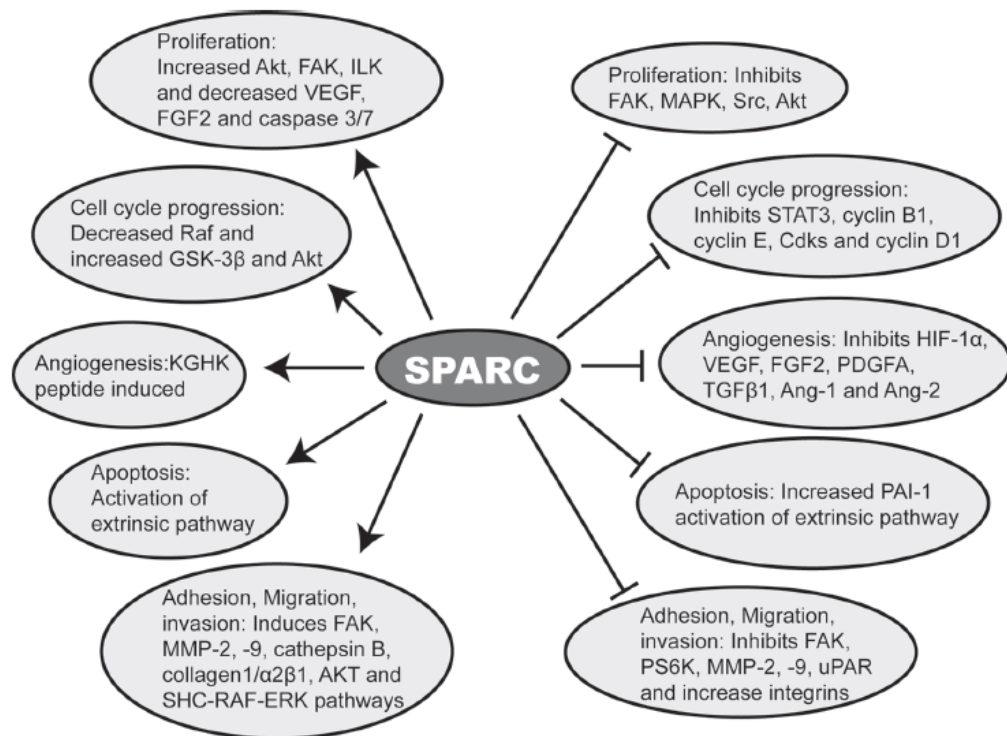 Proliferation:
Increased Akt, FAK, ILK
and decreased VEGF,
FGF2 and caspase 3/7
Proliferation: Inhibits
FAK, MAPK, Src, Akt
Cell cycle progression:
Decreased Raf and
increased GSK-3β and Akt
Cell cycle progression:
Inhibits STAT3, cyclin B1,
cyclin E, Cdks and cyclin D1
Angiogenesis:KGHK
peptide induced
SPARC
Angiogenesis: Inhibits HIF-1α,
VEGF, FGF2, PDGFA,
TGFβ1, Ang-1 and Ang-2
Apoptosis:
Activation of
extrinsic pathway
Apoptosis: Increased PAI-1
activation of extrinsic pathway
Adhesion, Migration,
invasion: Induces FAK,
MMP-2, -9, cathepsin B,
collagen1/α2β1, AKT and
SHC-RAF-ERK pathways
Adhesion, Migration,
invasion: Inhibits FAK,
PS6K, MMP-2, -9, uPAR
and increase integrins